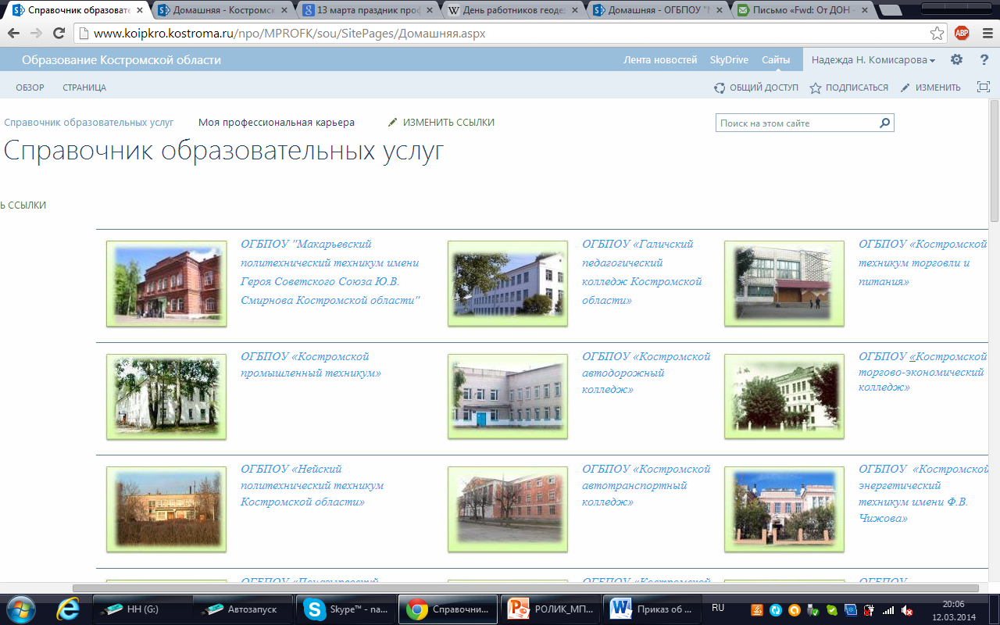 Справочник образовате
Домашняя - Костромск
13 марта праздник проф
День работников геодез
Домашняя - ОГБПОУ "М
Письмо «Fwd: От ДОН -
www.koipkro.kostroma.ru/npo/MPROFK/sou/SitePages/Домашняя.aspx
ABP
Образование Костромской области
Лента новостей SkyDrive Сайты Надежда Н. Комисарова
ОБЗОР СТРАНИЦА ОБЩИЙ ДОСТУП ПОДПИСАТЬСЯ ИЗМЕНИТЬ
Справочник образовательных услуг Моя профессиональная карьера ИЗМЕНИТЬ ССЫЛКИ
Поиск на этом сайте
Справочник образовательных услуг
Ь ССЫЛКИ
ОГБПОУ "Макарьевский
политехнический техникум имени
Героя Советского Союза Ю.В.
Смирнова Костромской области"
ОГБПОУ «Галичский
педагогический
колледж Костромской
области»
ОГБПОУ «Костромской
техникум торговли и
питания»
ОГБПОУ «Костромской
промышленный техникум»
ОГБПОУ «Костромской
автодорожный
колледж»
ОГБПОУ «Костромской
торгово-экономический
колледж»
ОГБПОУ «Нейский
политехнический техникум
Костромской области»
ОГБПОУ «Костромской
автотранспортный
колледж»
ОГБПОУ «Костромской
энергетический
техникум имени Ф.В.
Чижова»
HH (G:)
Автозапуск
Skype™ - na...
Справочни...
РОЛИК_МП...
Приказ об ...
RU
20:06
12.03.2014